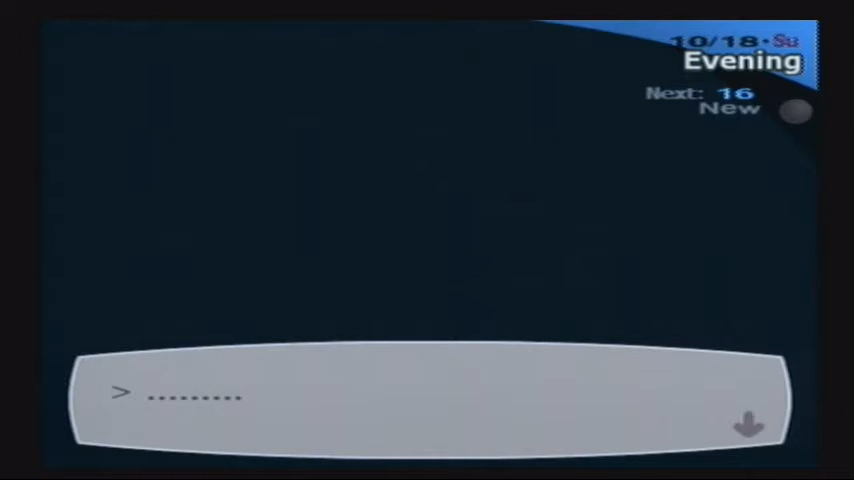 10/18·Su
Evening
Next: 16
New
> .........